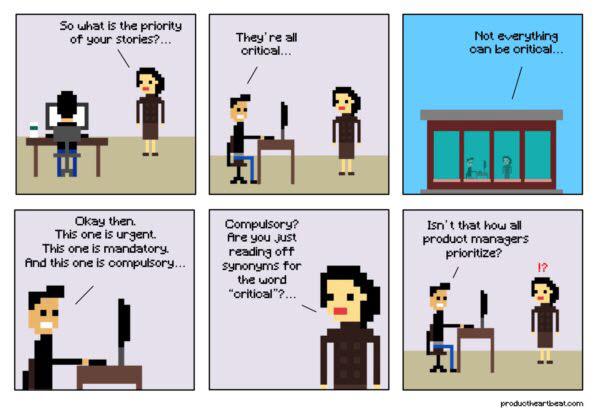 So what is the priority
of your stories?...
They're all
critical...
Not everything
can be critical...
Okay then.
This one is urgent.
This one is mandatory.
And this one is compulsory...
Compulsory?
Are you just
reading off
synonyms for
the word
"critical"?...
Isn't that how all
product managers
prioritize?
!?
productheartbeat.com